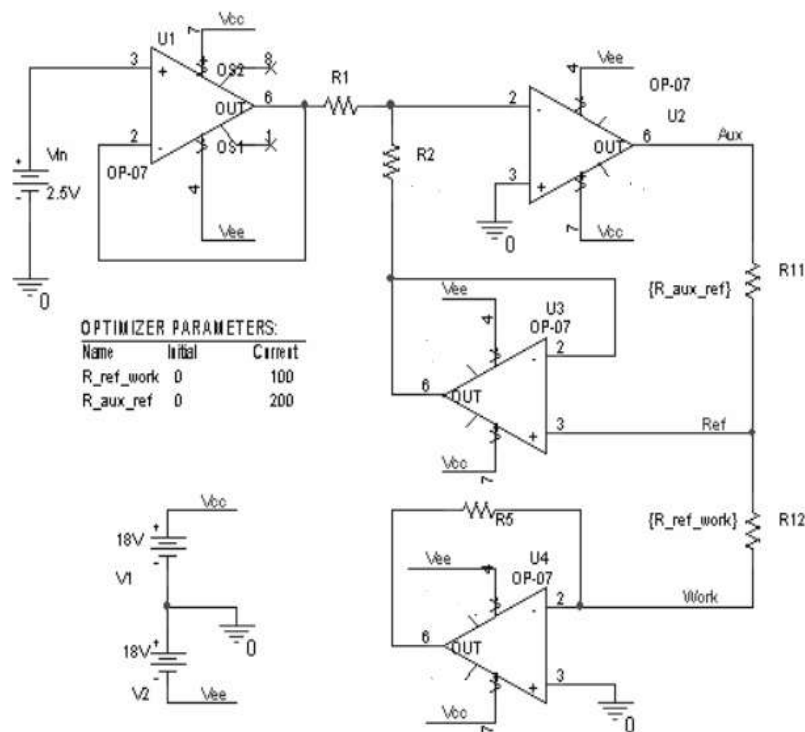 Vcc
U1
7
3
+
OS2
8
OUT
6
2
-
OS1
1
OP-07
4
Vee
+
Vin
-
2.5V
0
R1
R2
Vee
4
OP-07
U2
2
-
OUT
6
Aux
3
+
0
7
Vcc
R11
{R_aux_ref}
Vee
4
U3
OP-07
-
2
6
OUT
+
3
Ref
Vcc
7
OPTIMIZER PARAMETERS:
Name Initial Current
R_ref_work 0 100
R_aux_ref 0 200
R5
{R_ref_work}
R12
Vee
4
U4
OP-07
-
2
Work
6
OUT
+
3
0
Vcc
7
Vcc
+
18V
-
V1
0
+
18V
-
V2
Vee